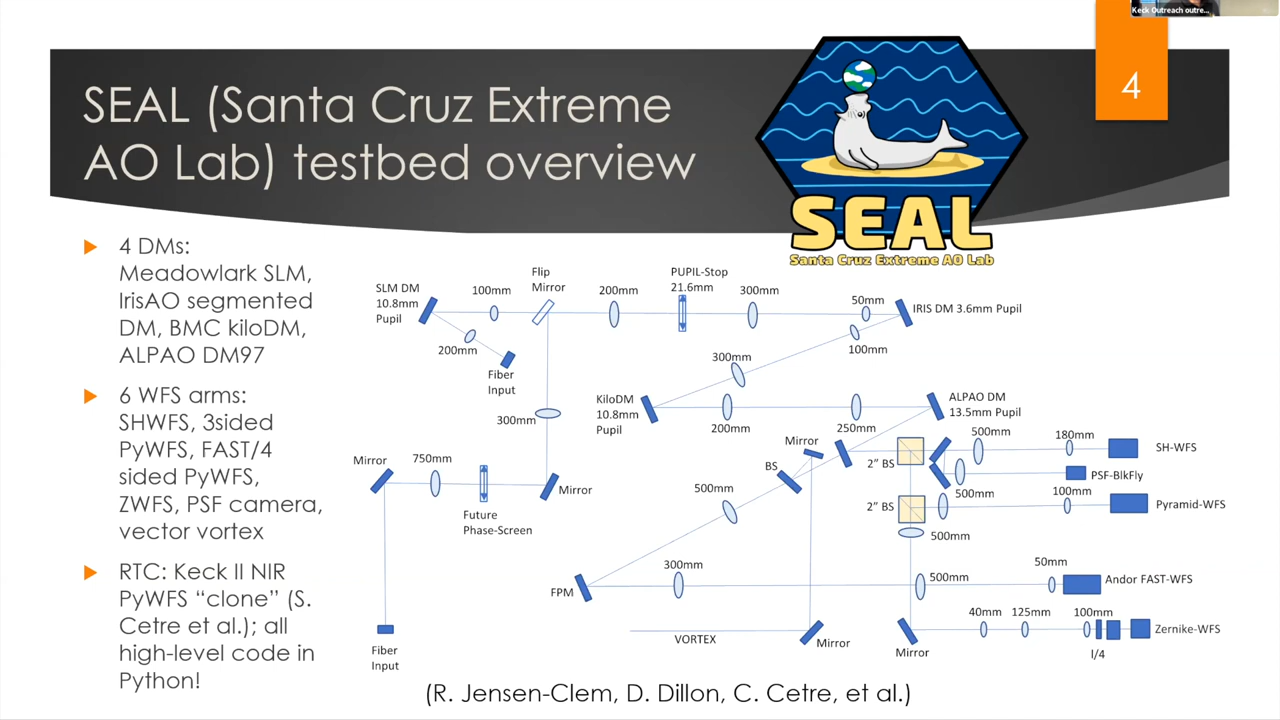 Keck Outreach outre...
4
SEAL (Santa Cruz Extreme
AO Lab) testbed overview
SEAL
Santa Cruz Extreme AO Lab
4 DMs:
Meadowlark SLM,
IrisAO segmented
DM, BMC kiloDM,
ALPAO DM97
6 WFS arms:
SHWFS, 3sided
PyWFS, FAST/4
sided PyWFS,
ZWFS, PSF camera,
vector vortex
RTC: Keck II NIR
PyWFS “clone” (S.
Cetre et al.); all
high-level code in
Python!
SLM DM
10.8mm
Pupil
100mm
Flip
Mirror
200mm
PUPIL-Stop
21.6mm
300mm
50mm
IRIS DM 3.6mm Pupil
200mm
Fiber
Input
100mm
300mm
300mm
KiloDM
10.8mm
Pupil
200mm
250mm
ALPAO DM
13.5mm Pupil
Mirror
BS
2” BS
500mm
180mm
SH-WFS
PSF-BlkFly
500mm
100mm
Pyramid-WFS
2” BS
500mm
Mirror
750mm
Future
Phase-Screen
Mirror
500mm
FPM
300mm
500mm
50mm
Andor FAST-WFS
40mm
125mm
100mm
Zernike-WFS
l/4
VORTEX
Mirror
Mirror
Fiber
Input
(R. Jensen-Clem, D. Dillon, C. Cetre, et al.)